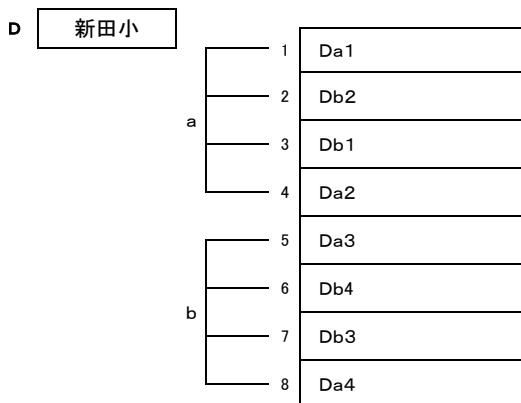 D 新田小
1 Da1
2 Db2
a
3 Db1
4 Da2
5 Da3
6 Db4
b
7 Db3
8 Da4